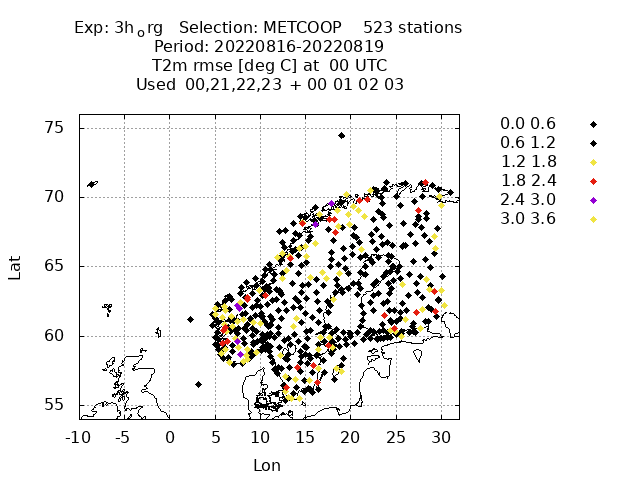 Exp: 3h_org   Selection: METCOOP     523 stations
Period: 20220816-20220819
T2m rmse [deg C] at  00 UTC
Used  00,21,22,23  + 00 01 02 03
75
70
65
60
55
Lat
-10 -5 0 5 10 15 20 25 30
Lon
0.0 0.6
0.6 1.2
1.2 1.8
1.8 2.4
2.4 3.0
3.0 3.6